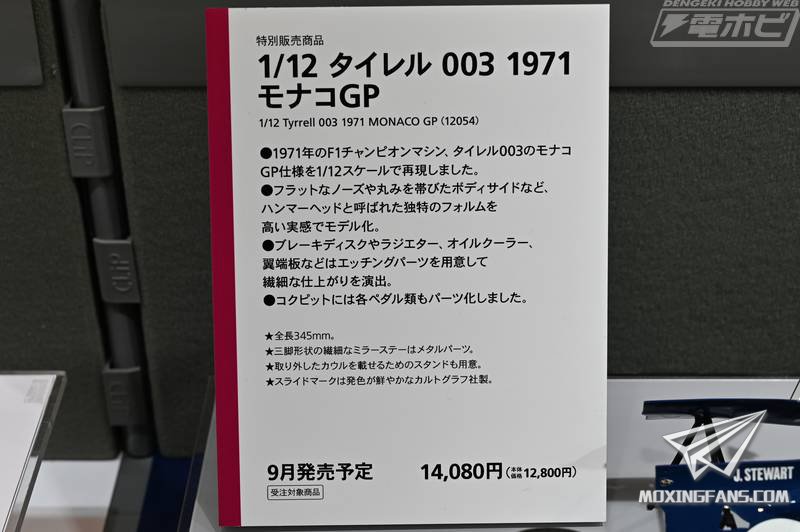 DENGEKI HOBBY WEB
電ホビ
特別販売商品
1/12 タイレル 003 1971
モナコGP
1/12 Tyrrell 003 1971 MONACO GP (12054)
●1971年のF1チャンピオンマシン、タイレル003のモナコ
GP仕様を1/12スケールで再現しました。
●フラットなノーズや丸みを帯びたボディサイドなど、
ハンマーヘッドと呼ばれた独特のフォルムを
高い実感でモデル化。
●ブレーキディスクやラジエター、オイルクーラー、
翼端板などはエッチングパーツを用意して
繊細な仕上がりを演出。
●コクピットには各ペダル類もパーツ化しました。
★全長345mm。
★三脚形状の繊細なミラーステーはメタルパーツ。
★取り外したカウルを載せるためのスタンドも用意。
★スライドマークは発色が鮮やかなカルトグラフ社製。
9月発売予定
14,080円(本体価格12,800円)
受注対象商品
CLiP
CLiP
CLiP
J. STEWART
MOXINGFANS.COM